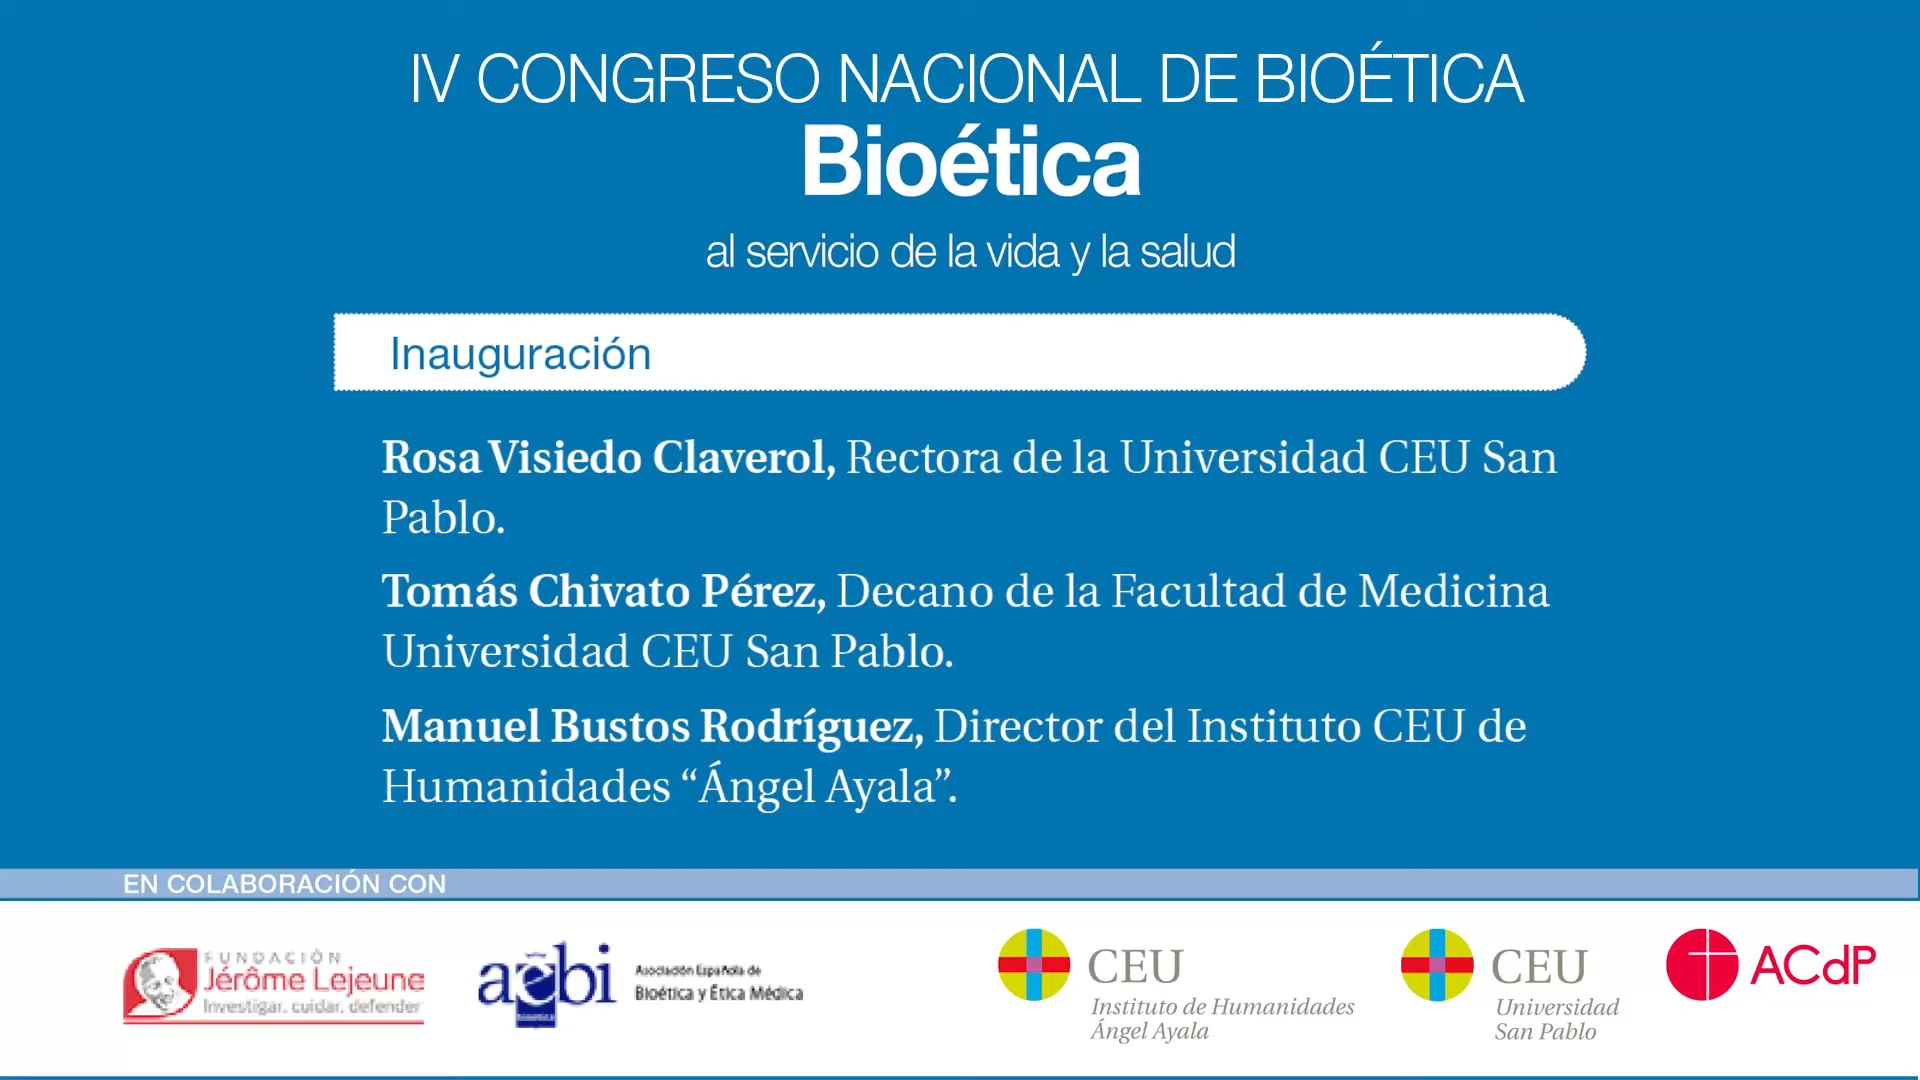 IV CONGRESO NACIONAL DE BIOÉTICA
Bioética
al servicio de la vida y la salud
Inauguración
Rosa Visiedo Claverol, Rectora de la Universidad CEU San
Pablo.
Tomás Chivato Pérez, Decano de la Facultad de Medicina
Universidad CEU San Pablo.
Manuel Bustos Rodríguez, Director del Instituto CEU de
Humanidades “Ángel Ayala”.
EN COLABORACIÓN CON
FUNDACIÓN
Jérôme Lejeune
Investigar, cuidar, defender
aebi
bioética
Asociación Española de
Bioética y Ética Médica
CEU
Instituto de Humanidades
Ángel Ayala
CEU
Universidad
San Pablo
ACdP